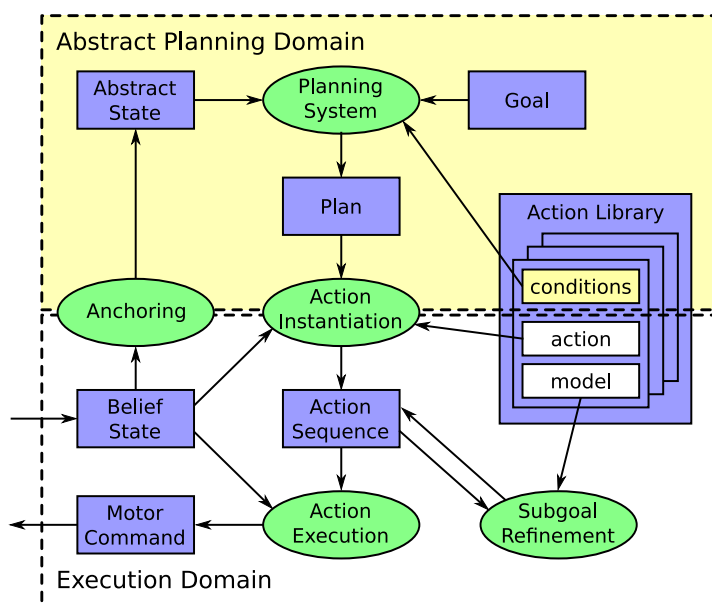 Abstract Planning Domain
Abstract
State
Planning
System
Goal
Plan
Action Library
conditions
Anchoring
Action
Instantiation
action
model
Belief
State
Action
Sequence
Motor
Command
Action
Execution
Subgoal
Refinement
Execution Domain